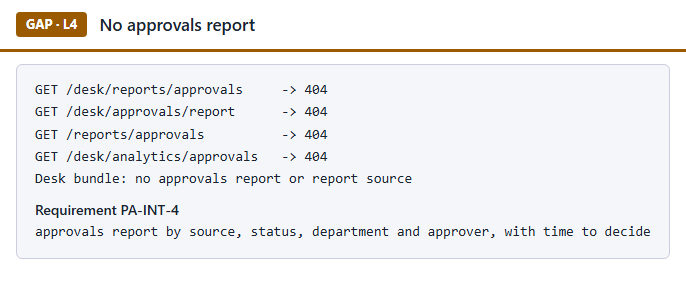 GAP · L4 No approvals report
GET /desk/reports/approvals -> 404
GET /desk/approvals/report -> 404
GET /reports/approvals -> 404
GET /desk/analytics/approvals -> 404
Desk bundle: no approvals report or report source
Requirement PA-INT-4
approvals report by source, status, department and approver, with time to decide